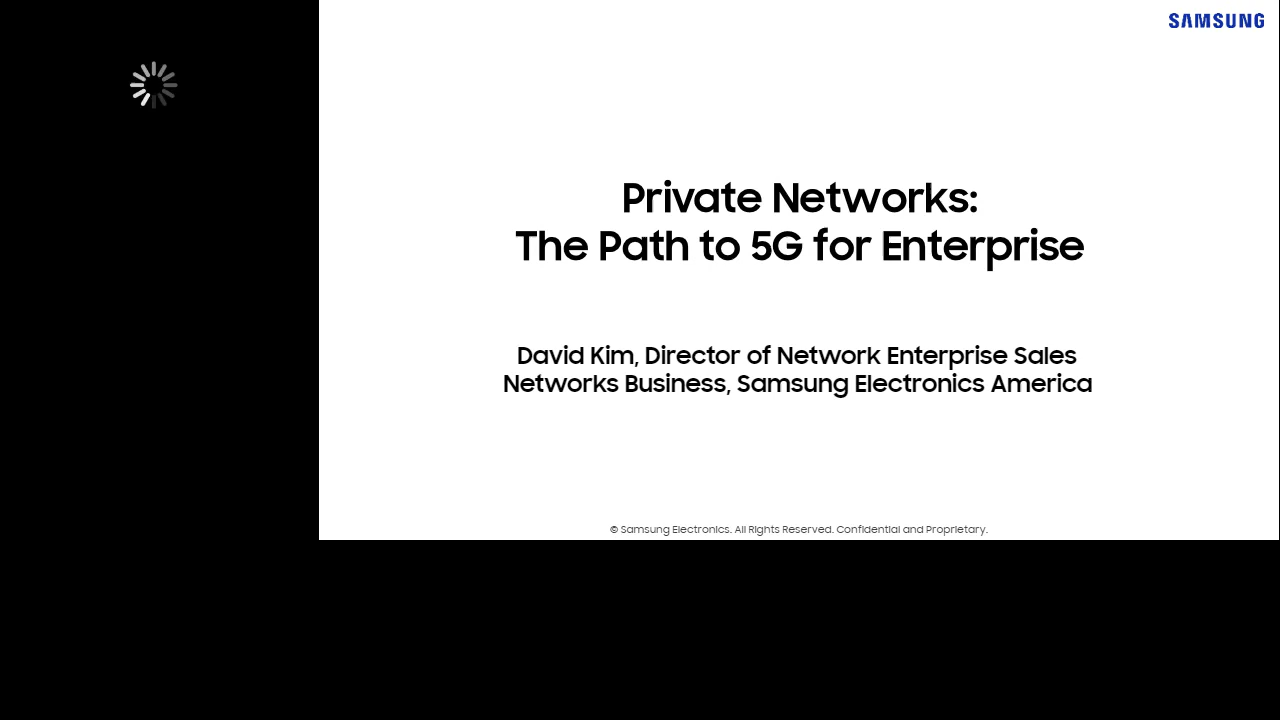 SAMSUNG
Private Networks:
The Path to 5G for Enterprise
David Kim, Director of Network Enterprise Sales
Networks Business, Samsung Electronics America
© Samsung Electronics. All Rights Reserved. Confidential and Proprietary.